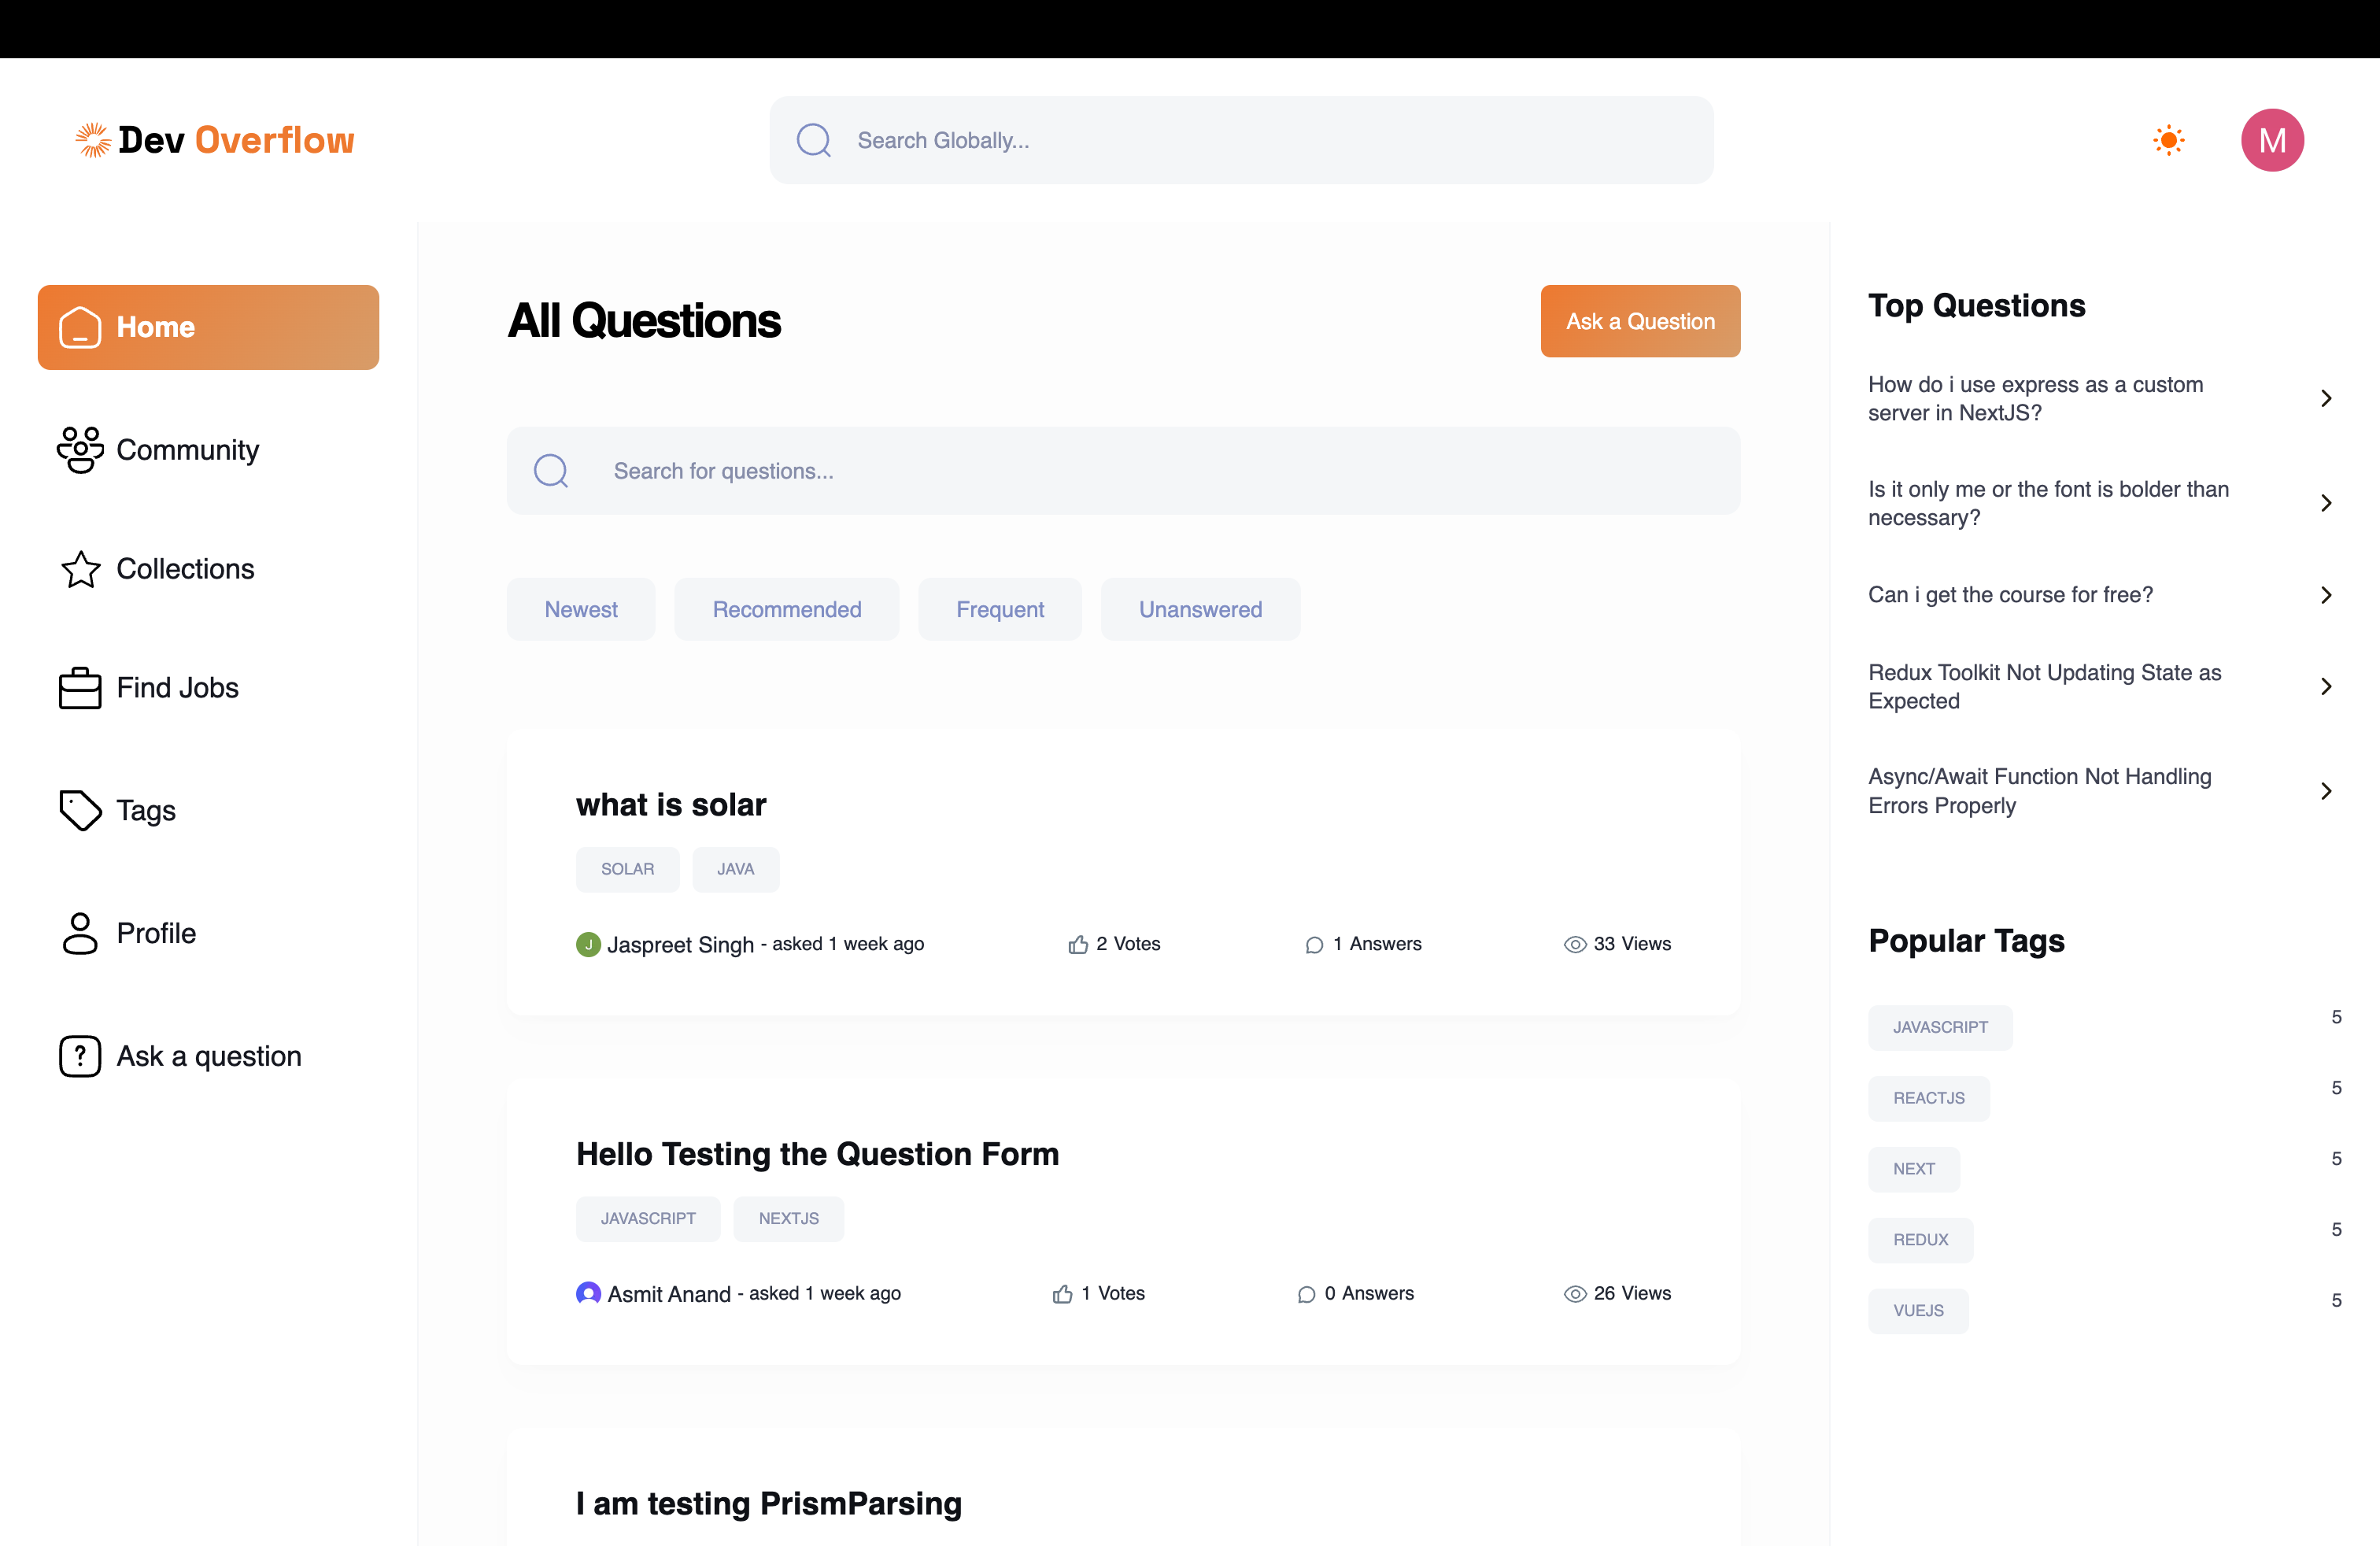 Dev Overflow
Search Globally...
M
Home
Community
Collections
Find Jobs
Tags
Profile
Ask a question
All Questions
Ask a Question
Search for questions...
Newest
Recommended
Frequent
Unanswered
what is solar
SOLAR
JAVA
J Jaspreet Singh - asked 1 week ago
2 Votes
1 Answers
33 Views
Hello Testing the Question Form
JAVASCRIPT
NEXTJS
Asmit Anand - asked 1 week ago
1 Votes
0 Answers
26 Views
I am testing PrismParsing
Top Questions
How do i use express as a custom
server in NextJS?
Is it only me or the font is bolder than
necessary?
Can i get the course for free?
Redux Toolkit Not Updating State as
Expected
Async/Await Function Not Handling
Errors Properly
Popular Tags
JAVASCRIPT 5
REACTJS 5
NEXT 5
REDUX 5
VUEJS 5